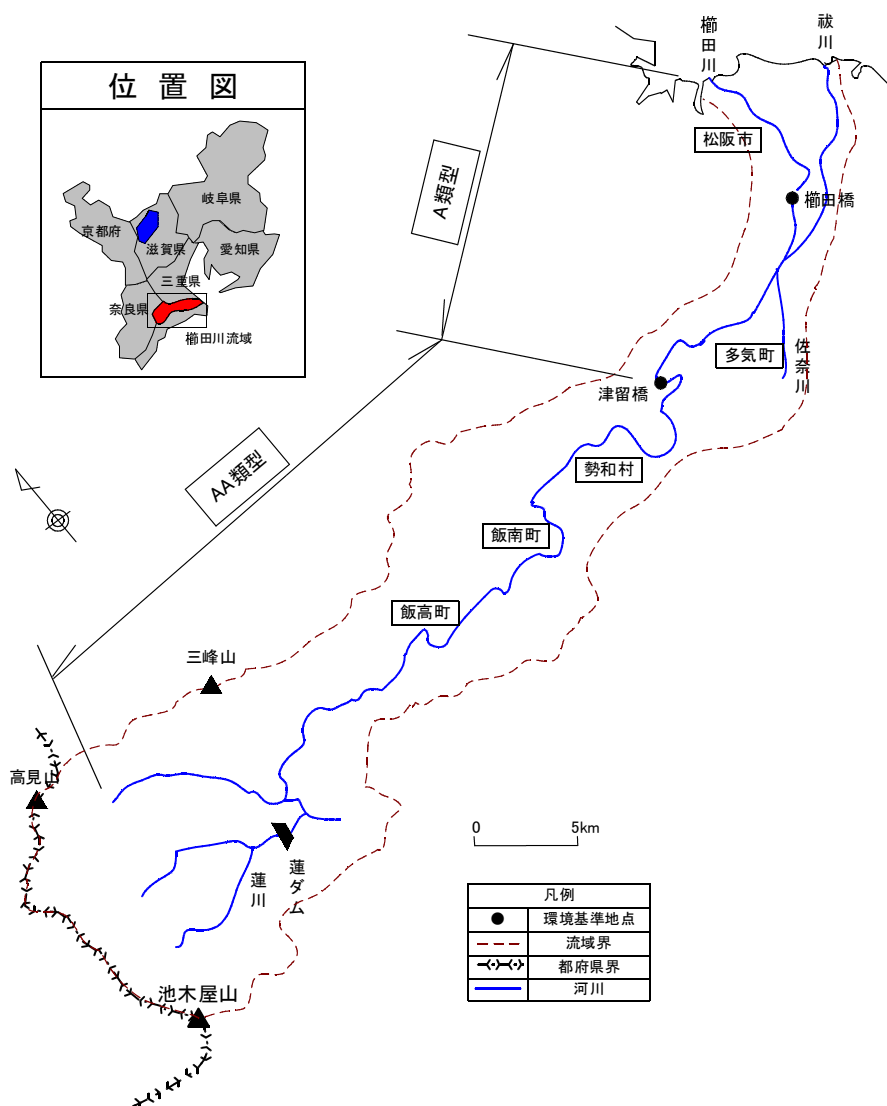 位置図
岐阜県
京都府
滋賀県
愛知県
三重県
奈良県
櫛田川流域
櫛田川
祓川
松阪市
A類型
櫛田橋
多気町
佐奈川
津留橋
勢和村
AA類型
飯南町
飯高町
三峰山
高見山
蓮ダム
蓮川
池木屋山
0 5km
凡例
環境基準地点
流域界
都府県界
河川